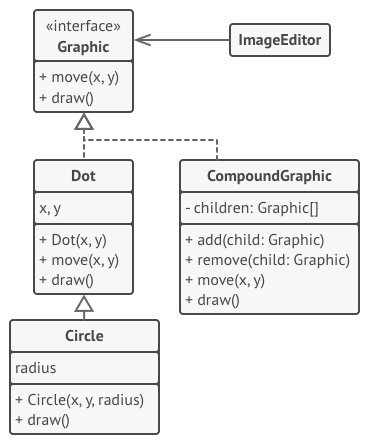 «interface»
Graphic
+ move(x, y)
+ draw()
ImageEditor
Dot
x, y
+ Dot(x, y)
+ move(x, y)
+ draw()
CompoundGraphic
- children: Graphic[]
+ add(child: Graphic)
+ remove(child: Graphic)
+ move(x, y)
+ draw()
Circle
radius
+ Circle(x, y, radius)
+ draw()